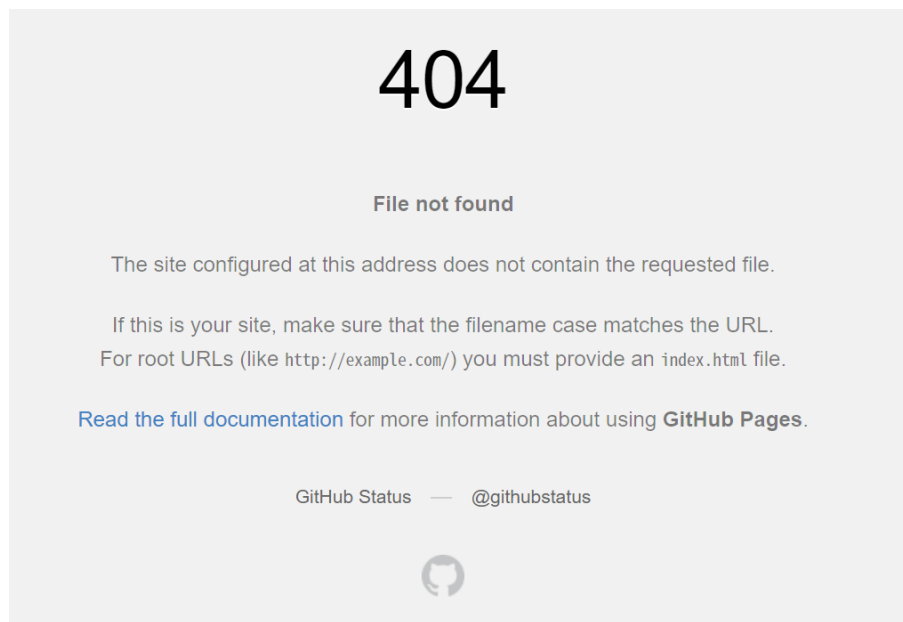 404
File not found
The site configured at this address does not contain the requested file.
If this is your site, make sure that the filename case matches the URL.
For root URLs (like http://example.com/) you must provide an index.html file.
Read the full documentation for more information about using GitHub Pages.
GitHub Status — @githubstatus